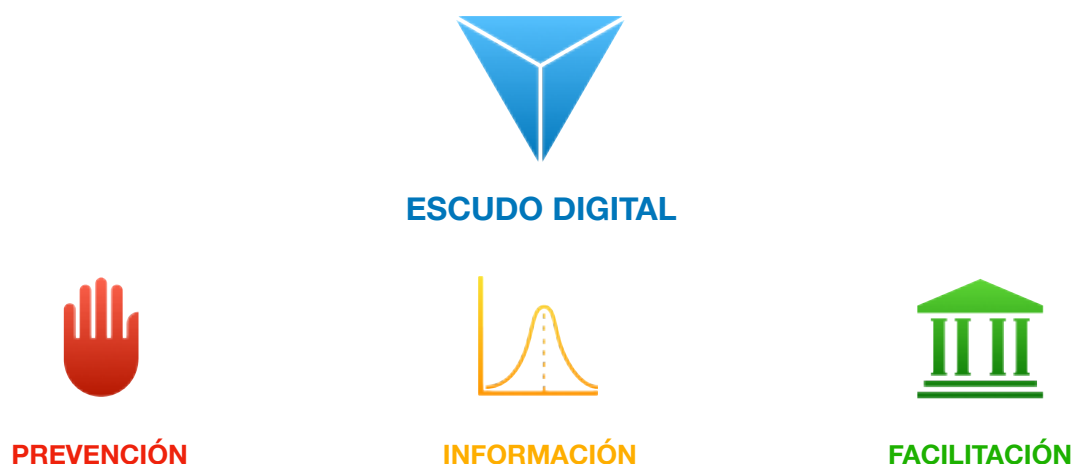 ESCUDO DIGITAL
PREVENCIÓN
INFORMACIÓN
FACILITACIÓN